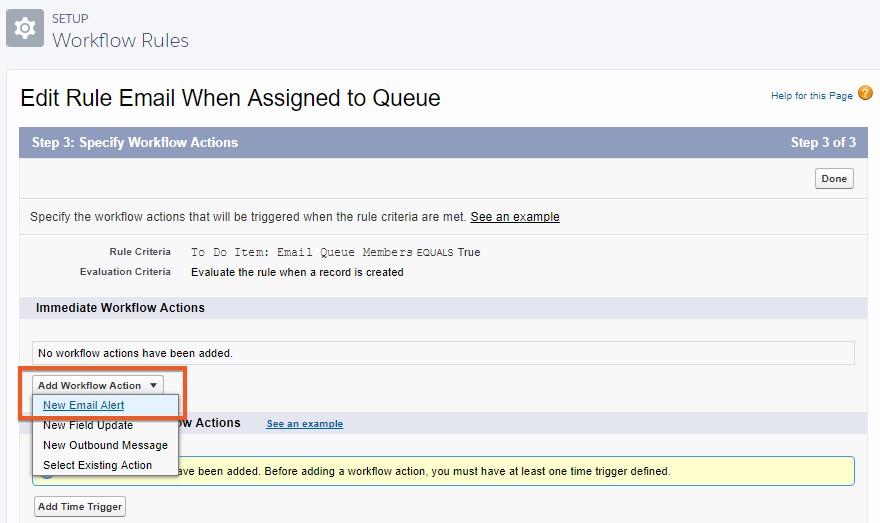 SETUP
Workflow Rules
Edit Rule Email When Assigned to Queue
Help for this Page ?
Step 3: Specify Workflow Actions Step 3 of 3
Done
Specify the workflow actions that will be triggered when the rule criteria are met. See an example
Rule Criteria To Do Item: Email Queue Members EQUALS True
Evaluation Criteria Evaluate the rule when a record is created
Immediate Workflow Actions
No workflow actions have been added.
Add Workflow Action
New Email Alert
New Field Update
ow Actions See an example
New Outbound Message
Select Existing Action
ave been added. Before adding a workflow action, you must have at least one time trigger defined.
Add Time Trigger